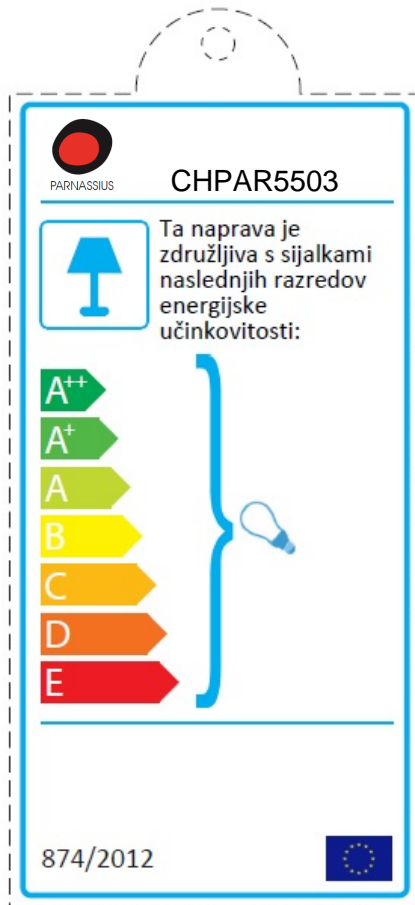 PARNASSIUS
CHPAR5503
Ta naprava je
združljiva s sijalkami
naslednjih razredov
energijske
učinkovitosti:
A++
A+
A
B
C
D
E
874/2012